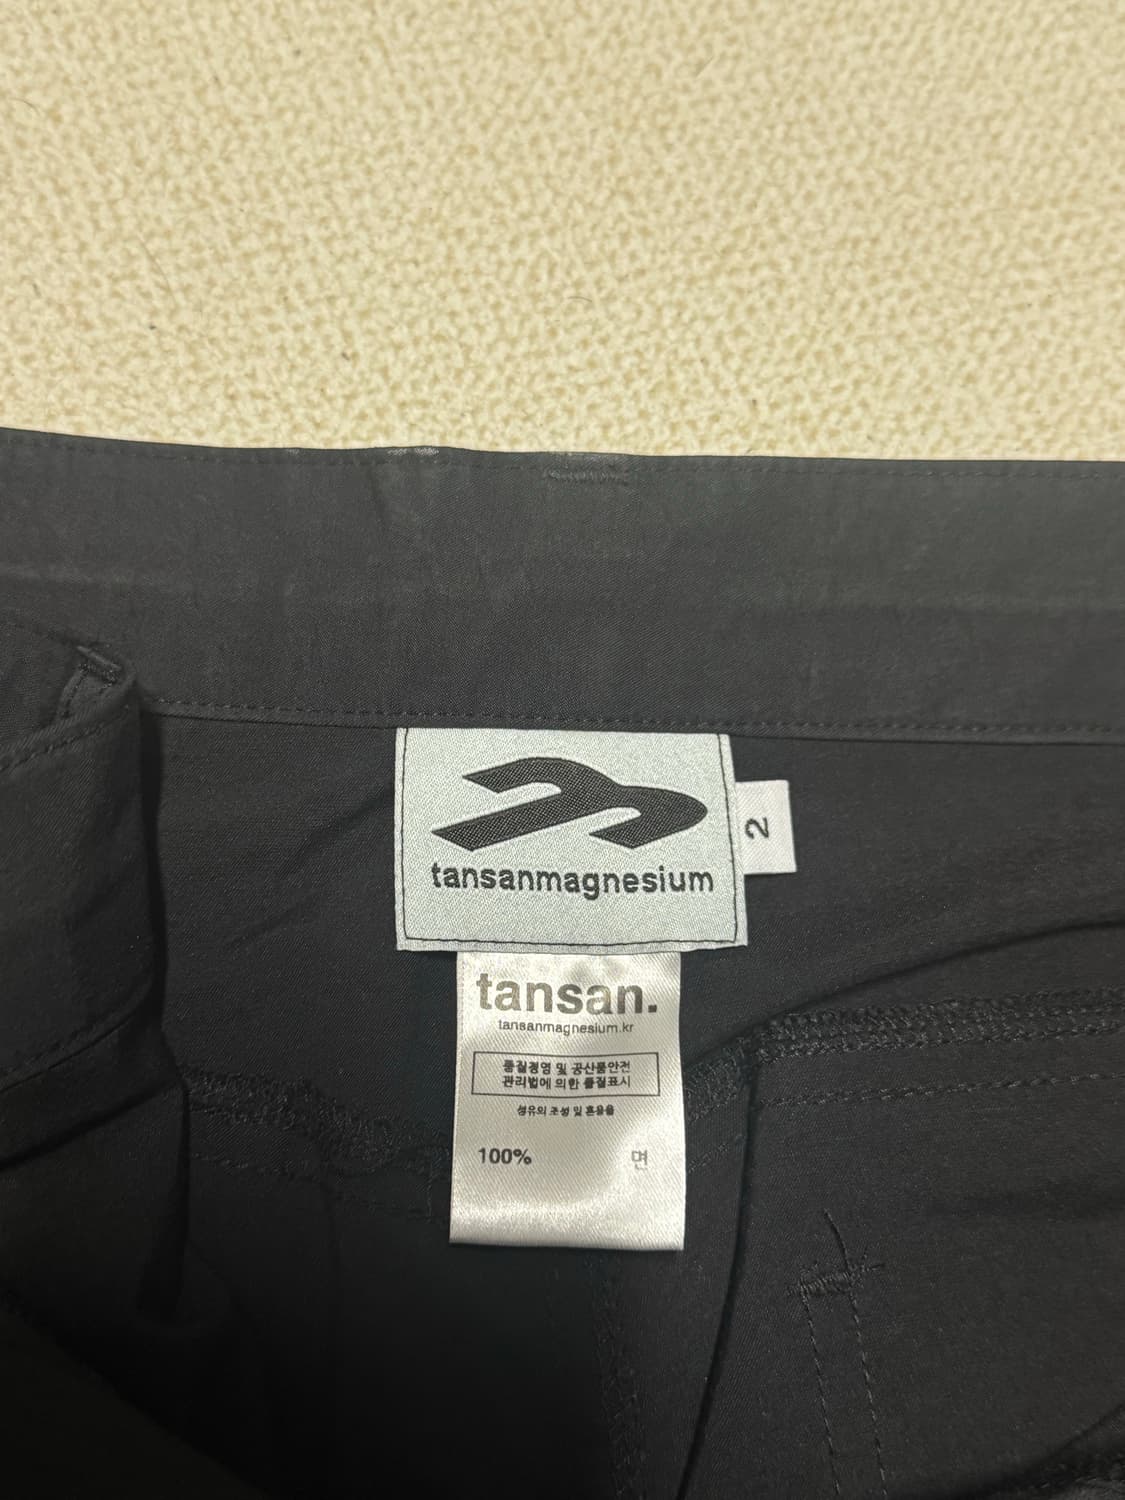 tansanmagnesium
2
tansan.
tansanmagnesium.kr
품질경영 및 공산품안전
관리법에 의한 품질표시
섬유의 조성 및 혼용율
100% 면